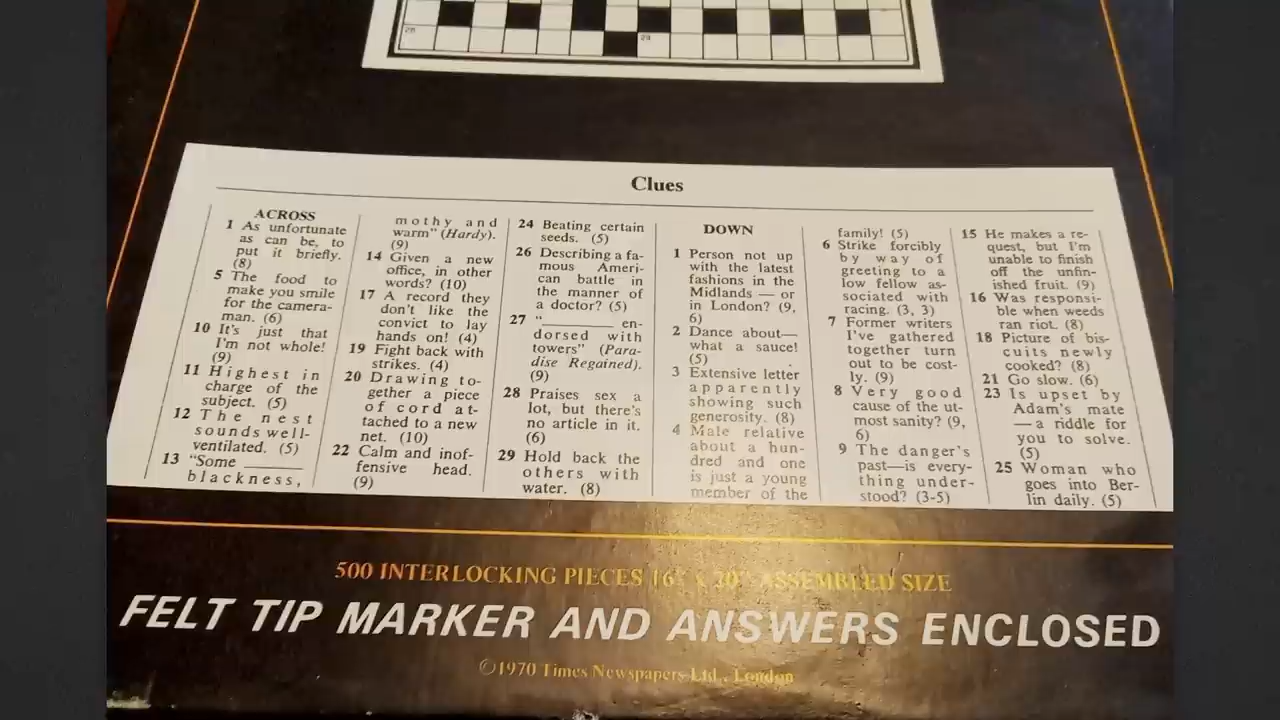 28
29
Clues
ACROSS
1 As unfortunate
as can be, to
put it briefly.
(8)
5 The food to
make you smile
for the camera-
man. (6)
10 It's just that
I'm not whole!
(9)
11 Highest in
charge of the
subject. (5)
12 The nest
sounds well-
ventilated. (5)
13 "Some ______
blackness,
mothy and
warm" (Hardy).
(9)
14 Given a new
office, in other
words? (10)
17 A record they
don't like the
convict to lay
hands on! (4)
19 Fight back with
strikes. (4)
20 Drawing to-
gether a piece
of cord at-
tached to a new
net. (10)
22 Calm and inof-
fensive head.
(9)
24 Beating certain
seeds. (5)
26 Describing a fa-
mous Ameri-
can battle in
the manner of
a doctor? (5)
27 "________ en-
dorsed with
towers" (Para-
dise Regained).
(9)
28 Praises sex a
lot, but there's
no article in it.
(6)
29 Hold back the
others with
water. (8)
DOWN
1 Person not up
with the latest
fashions in the
Midlands — or
in London? (9,
6)
2 Dance about—
what a sauce!
(5)
3 Extensive letter
apparently
showing such
generosity. (8)
4 Male relative
about a hun-
dred and one
is just a young
member of the
family! (5)
6 Strike forcibly
by way of
greeting to a
low fellow as-
sociated with
racing. (3, 3)
7 Former writers
I've gathered
together turn
out to be cost-
ly. (9)
8 Very good
cause of the ut-
most sanity? (9,
6)
9 The danger's
past—is every-
thing under-
stood? (3-5)
15 He makes a re-
quest, but I'm
unable to finish
off the unfin-
ished fruit. (9)
16 Was responsi-
ble when weeds
ran riot. (8)
18 Picture of bis-
cuits newly
cooked? (8)
21 Go slow. (6)
23 Is upset by
Adam's mate
— a riddle for
you to solve.
(5)
25 Woman who
goes into Ber-
lin daily. (5)
500 INTERLOCKING PIECES 16" x 20" ASSEMBLED SIZE
FELT TIP MARKER AND ANSWERS ENCLOSED
©1970 Times Newspapers Ltd., London